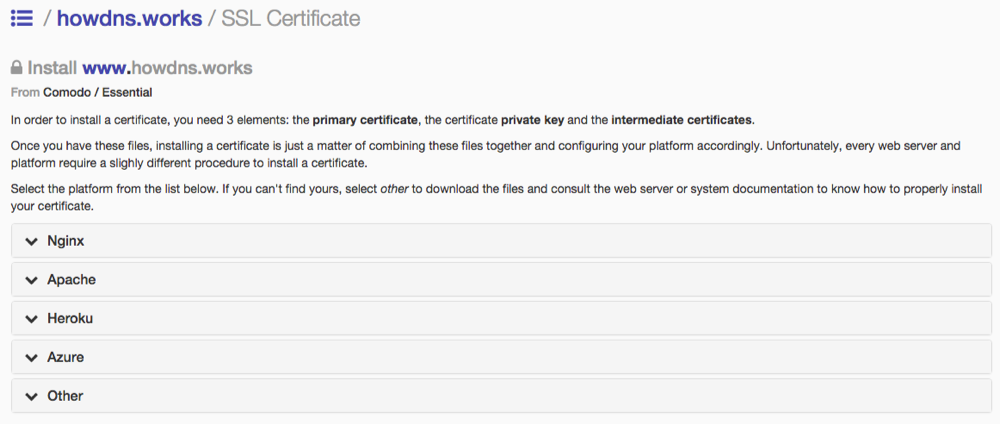 / howdns.works / SSL Certificate
Install www.howdns.works
From Comodo / Essential
In order to install a certificate, you need 3 elements: the primary certificate, the certificate private key and the intermediate certificates.
Once you have these files, installing a certificate is just a matter of combining these files together and configuring your platform accordingly. Unfortunately, every web server and
platform require a slighly different procedure to install a certificate.
Select the platform from the list below. If you can't find yours, select other to download the files and consult the web server or system documentation to know how to properly install
your certificate.
Nginx
Apache
Heroku
Azure
Other